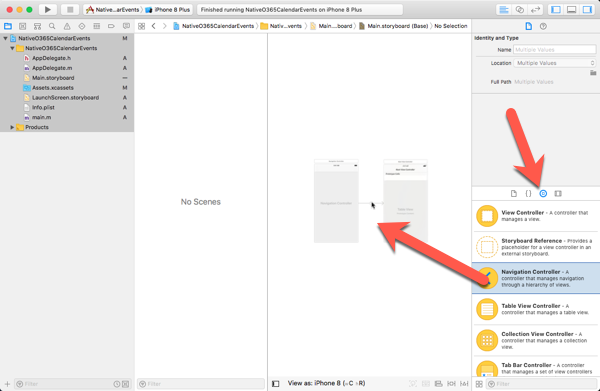 Native...arEvents
iPhone 8 Plus
Finished running NativeO365CalendarEvents on iPhone 8 Plus
NativeO365CalendarEvents
Nativ...vents
Main....board
Main.storyboard (Base)
No Selection
NativeO365CalendarEvents M
NativeO365CalendarEvents
AppDelegate.h A
AppDelegate.m A
Main.storyboard —
Assets.xcassets M
LaunchScreen.storyboard A
Info.plist A
main.m A
Products
Filter
No Scenes
Filter
View as: iPhone 8 (wC hR)
Identity and Type
Name Multiple Values
Location Multiple Values
Full Path Multiple Values
View Controller - A controller that
manages a view.
Storyboard Reference - Provides a
placeholder for a view controller in an
external storyboard.
Navigation Controller - A
controller that manages navigation
through a hierarchy of views.
Table View Controller - A
controller that manages a table view.
Collection View Controller - A
controller that manages a collection
view.
Tab Bar Controller - A controller
that manages a set of view controllers
Filter